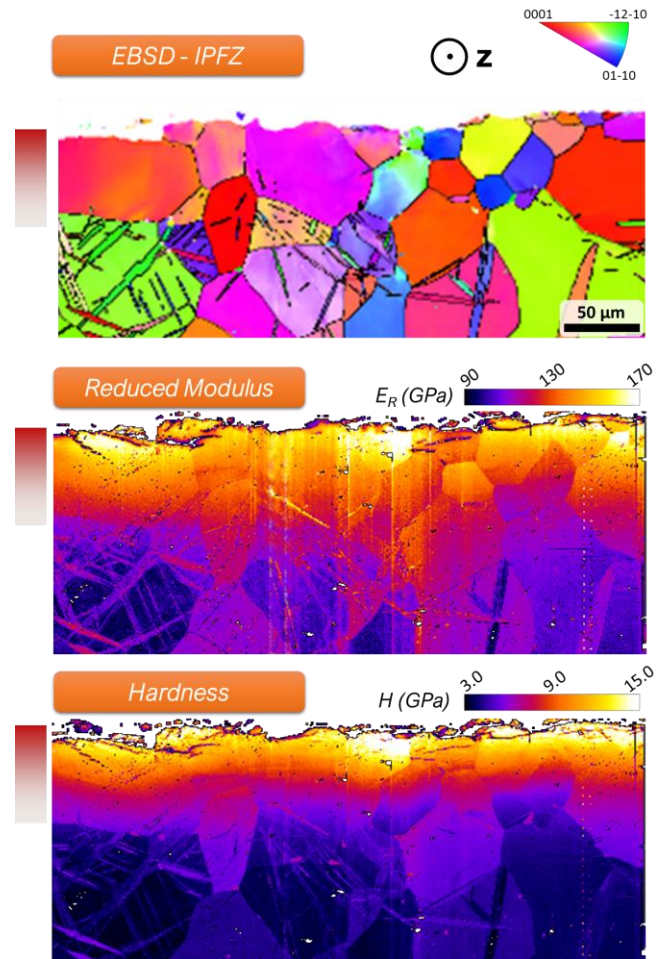 EBSD - IPFZ
z
0001
-12-10
01-10
50 µm
Reduced Modulus
E_R (GPa)
90
130
170
Hardness
H (GPa)
3.0
9.0
15.0